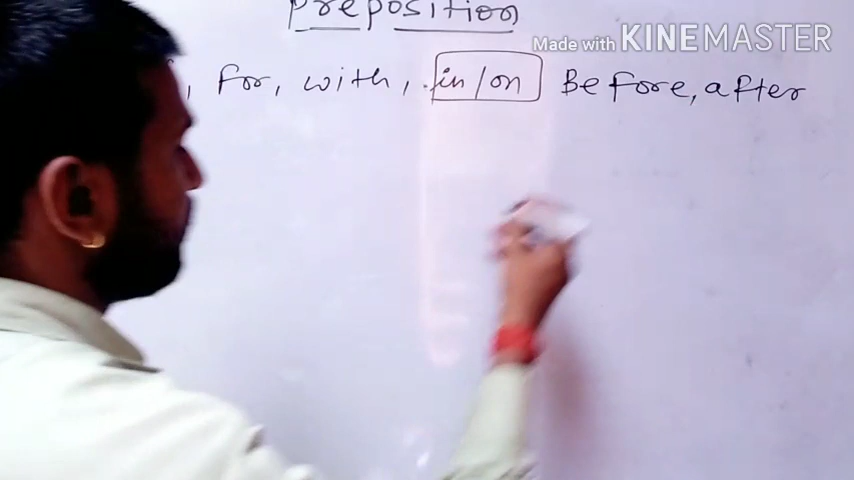 Preposition
Made with KINEMASTER
, For, with, in/on Before, after